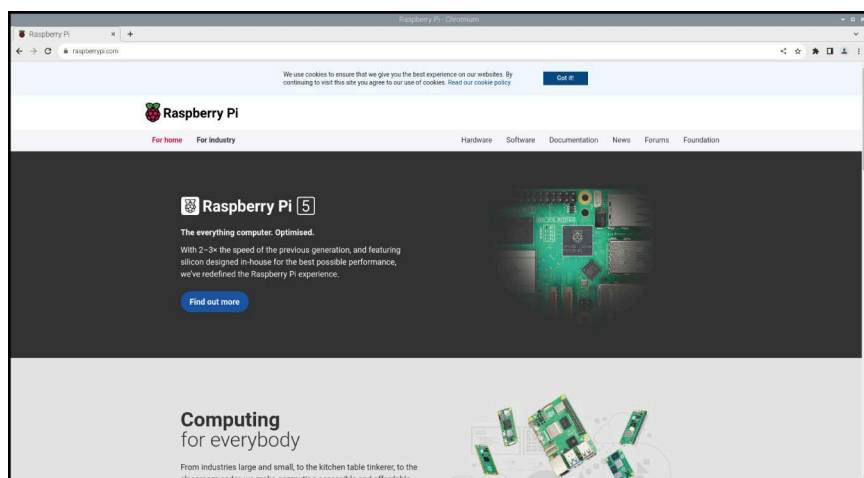 Raspberry Pi - Chromium
Raspberry Pi
raspberrypi.com
We use cookies to ensure that we give you the best experience on our websites. By
continuing to visit this site you agree to our use of cookies. Read our cookie policy.
Got it!
Raspberry Pi
For home For industry Hardware Software Documentation News Forums Foundation
Raspberry Pi 5
The everything computer. Optimised.
With 2–3× the speed of the previous generation, and featuring
silicon designed in-house for the best possible performance,
we've redefined the Raspberry Pi experience.
Find out more
Computing
for everybody
From industries large and small, to the kitchen table tinkerer, to the